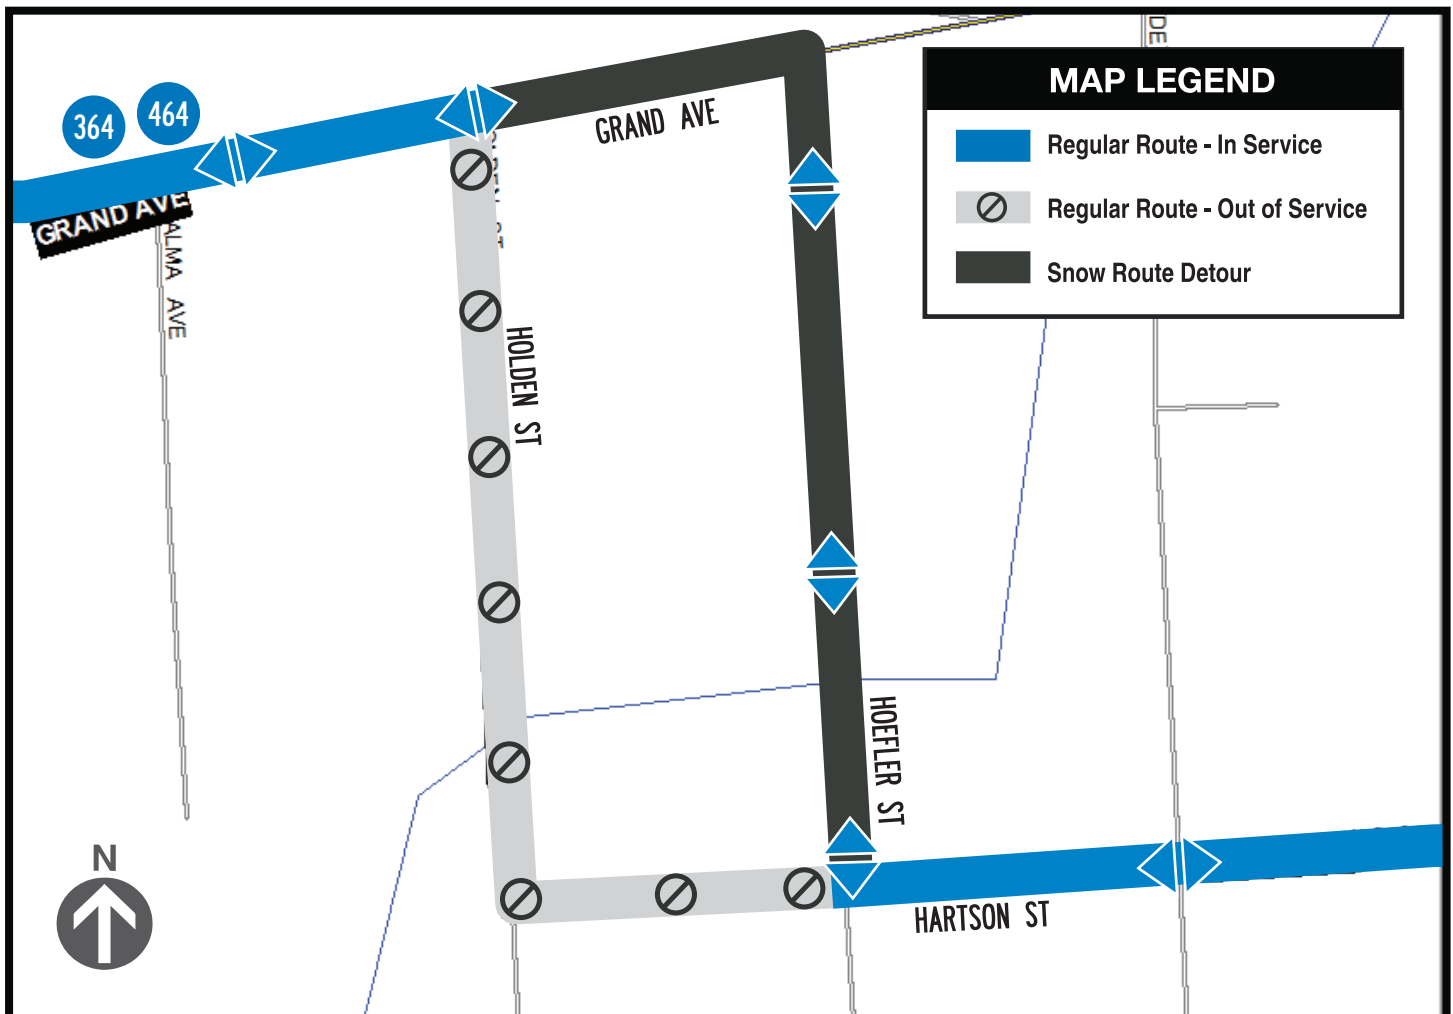 DE
MAP LEGEND
Regular Route - In Service
Regular Route - Out of Service
Snow Route Detour
364
464
GRAND AVE
GRAND AVE
ALMA AVE
HOLDEN ST
HOEFLER ST
HARTSON ST
N